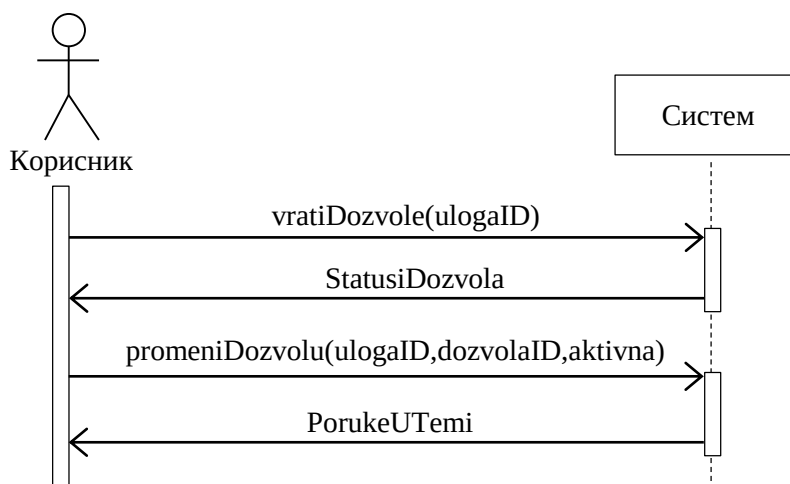 Систем
Корисник
vratiDozvole(ulogaID)
StatusiDozvola
promeniDozvolu(ulogaID,dozvolaID,aktivna)
PorukeUTemi